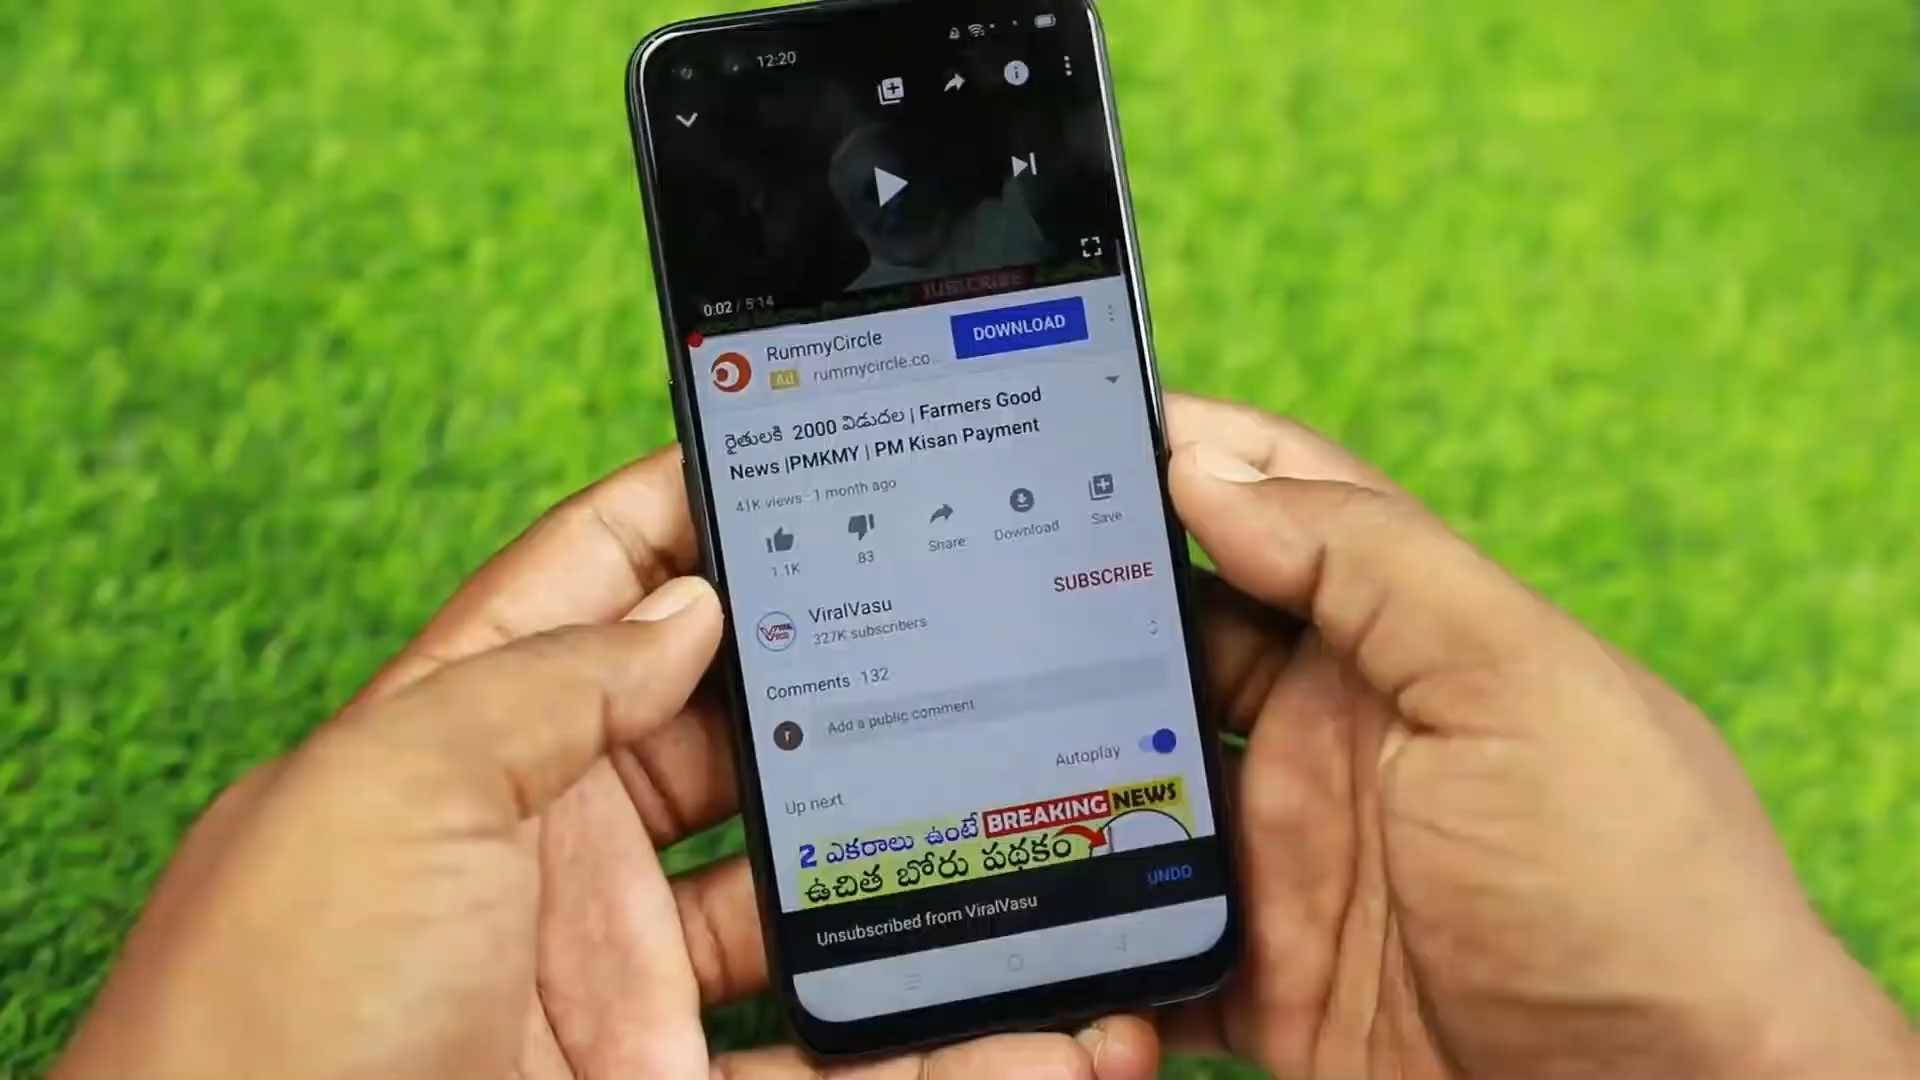 12:20
SUBSCRIBE
0:02 / 5:14
RummyCircle
DOWNLOAD
Ad rummycircle.co...
రైతులకి 2000 విడుదల | Farmers Good
News |PMKMY | PM Kisan Payment
41K views · 1 month ago
1.1K
83
Share
Download
Save
ViralVasu
327K subscribers
SUBSCRIBE
Comments 132
r
Add a public comment
Autoplay
Up next
2 ఎకరాలు ఉంటే BREAKING NEWS
ఉచిత బోరు పథకం
UNDO
Unsubscribed from ViralVasu